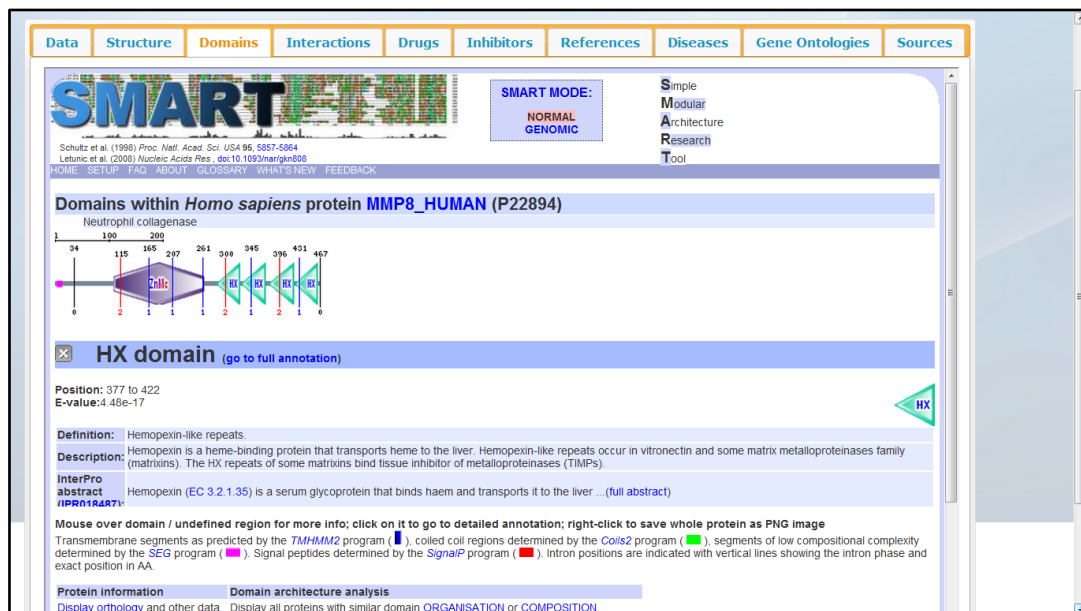 Data Structure Domains Interactions Drugs Inhibitors References Diseases Gene Ontologies Sources
SMART
SMART MODE:
NORMAL
GENOMIC
Simple
Modular
Architecture
Research
Tool
Schultz et al. (1998) Proc. Natl. Acad. Sci. USA 95, 5857-5864
Letunic et al. (2008) Nucleic Acids Res , doi:10.1093/nar/gkn808
HOME SETUP FAQ ABOUT GLOSSARY WHAT'S NEW FEEDBACK
Domains within Homo sapiens protein MMP8_HUMAN (P22894)
Neutrophil collagenase
1 100 200
34 115 165 207 261 300 345 396 431 467
ZnMc HX HX HX HX
0 2 1 1 1 2 1 2 1 0
HX domain (go to full annotation)
Position: 377 to 422
E-value:4.48e-17
HX
Definition: Hemopexin-like repeats.
Description: Hemopexin is a heme-binding protein that transports heme to the liver. Hemopexin-like repeats occur in vitronectin and some matrix metalloproteinases family
(matrixins). The HX repeats of some matrixins bind tissue inhibitor of metalloproteinases (TIMPs).
InterPro
abstract
(IPR018487): Hemopexin (EC 3.2.1.35) is a serum glycoprotein that binds haem and transports it to the liver ...(full abstract)
Mouse over domain / undefined region for more info; click on it to go to detailed annotation; right-click to save whole protein as PNG image
Transmembrane segments as predicted by the TMHMM2 program ( ), coiled coil regions determined by the Coils2 program ( ), segments of low compositional complexity
determined by the SEG program ( ). Signal peptides determined by the SignalP program ( ). Intron positions are indicated with vertical lines showing the intron phase and
exact position in AA.
Protein information Domain architecture analysis
Display orthology and other data Display all proteins with similar domain ORGANISATION or COMPOSITION.